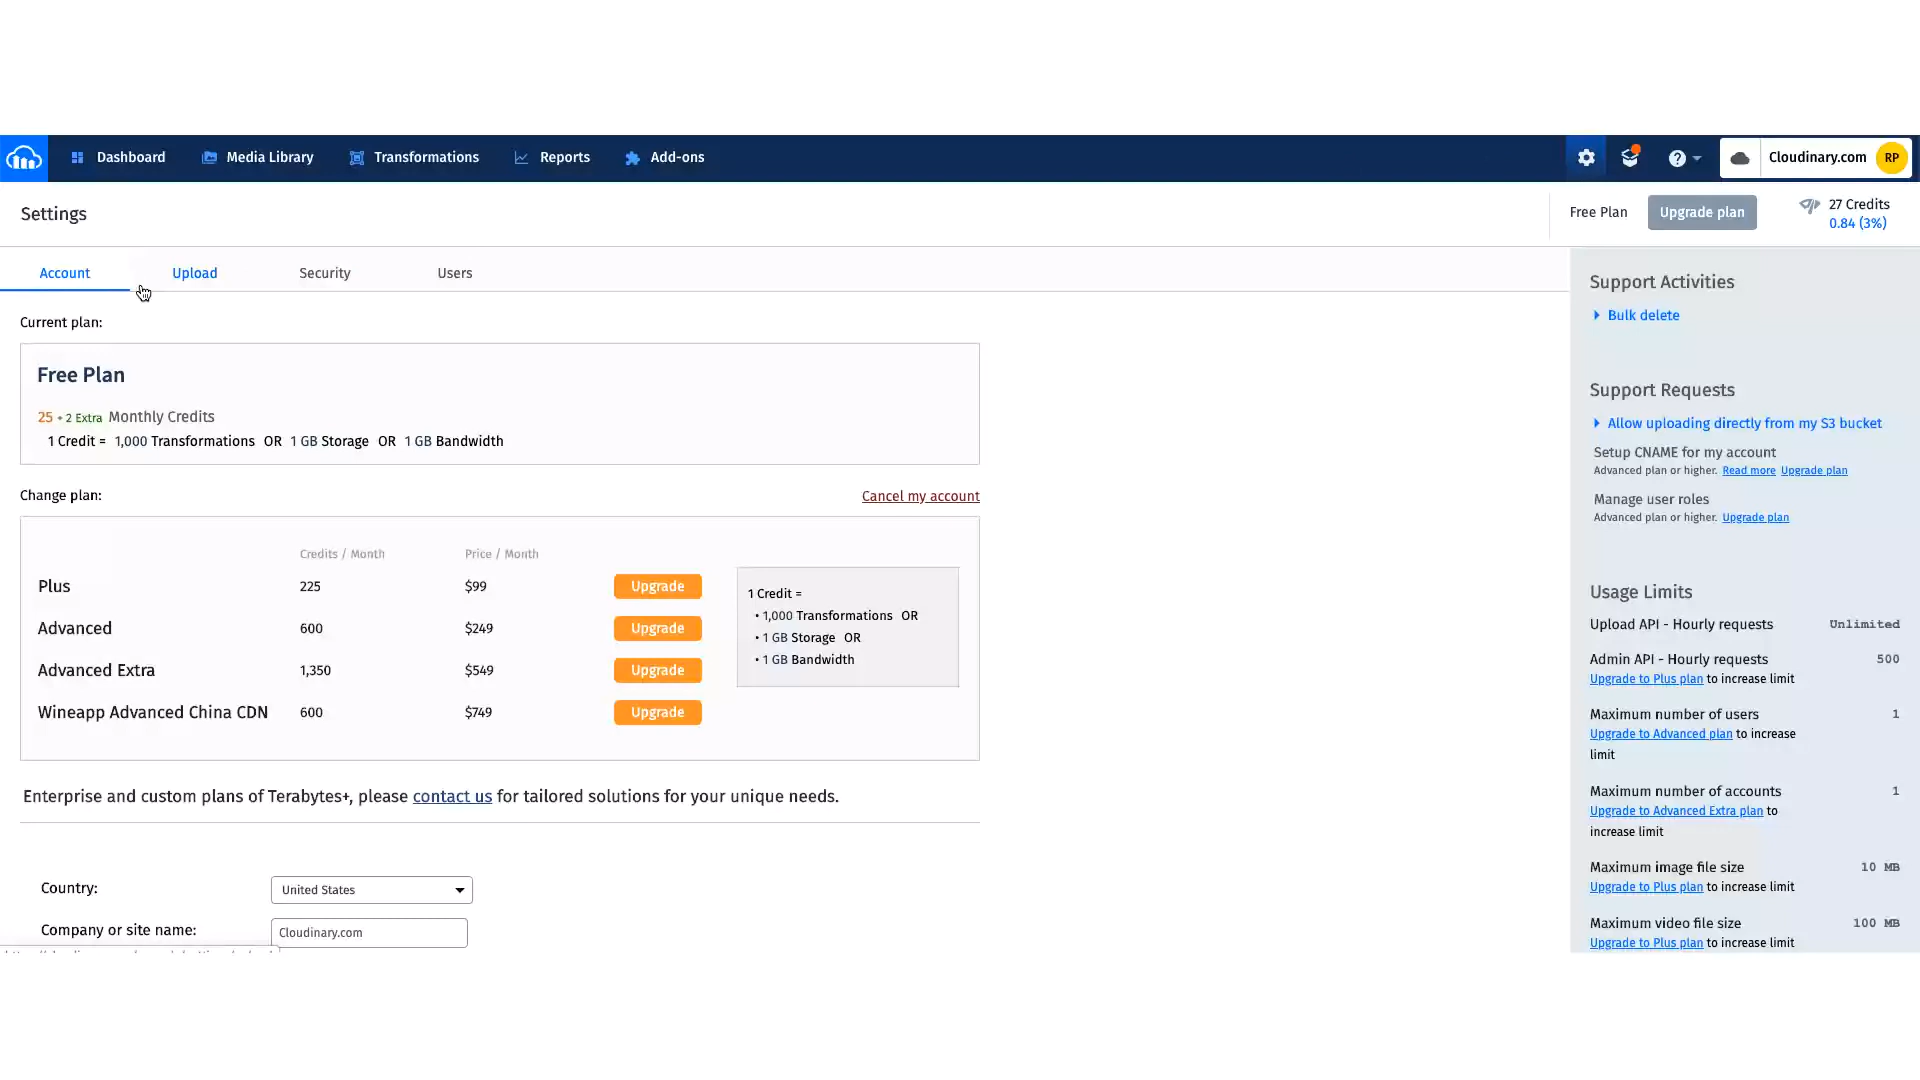 Dashboard
Media Library
Transformations
Reports
Add-ons
Cloudinary.com
RP
Settings
Free Plan
Upgrade plan
27 Credits
0.84 (3%)
Account
Upload
Security
Users
Current plan:
Free Plan
25 + 2 Extra Monthly Credits
1 Credit = 1,000 Transformations OR 1 GB Storage OR 1 GB Bandwidth
Change plan:
Cancel my account
Credits / Month
Price / Month
Plus 225 $99 Upgrade
Advanced 600 $249 Upgrade
Advanced Extra 1,350 $549 Upgrade
Wineapp Advanced China CDN 600 $749 Upgrade
1 Credit =
• 1,000 Transformations OR
• 1 GB Storage OR
• 1 GB Bandwidth
Enterprise and custom plans of Terabytes+, please contact us for tailored solutions for your unique needs.
Country:
United States
Company or site name:
Cloudinary.com
Support Activities
Bulk delete
Support Requests
Allow uploading directly from my S3 bucket
Setup CNAME for my account
Advanced plan or higher. Read more Upgrade plan
Manage user roles
Advanced plan or higher. Upgrade plan
Usage Limits
Upload API - Hourly requests Unlimited
Admin API - Hourly requests 500
Upgrade to Plus plan to increase limit
Maximum number of users 1
Upgrade to Advanced plan to increase
limit
Maximum number of accounts 1
Upgrade to Advanced Extra plan to
increase limit
Maximum image file size 10 MB
Upgrade to Plus plan to increase limit
Maximum video file size 100 MB
Upgrade to Plus plan to increase limit